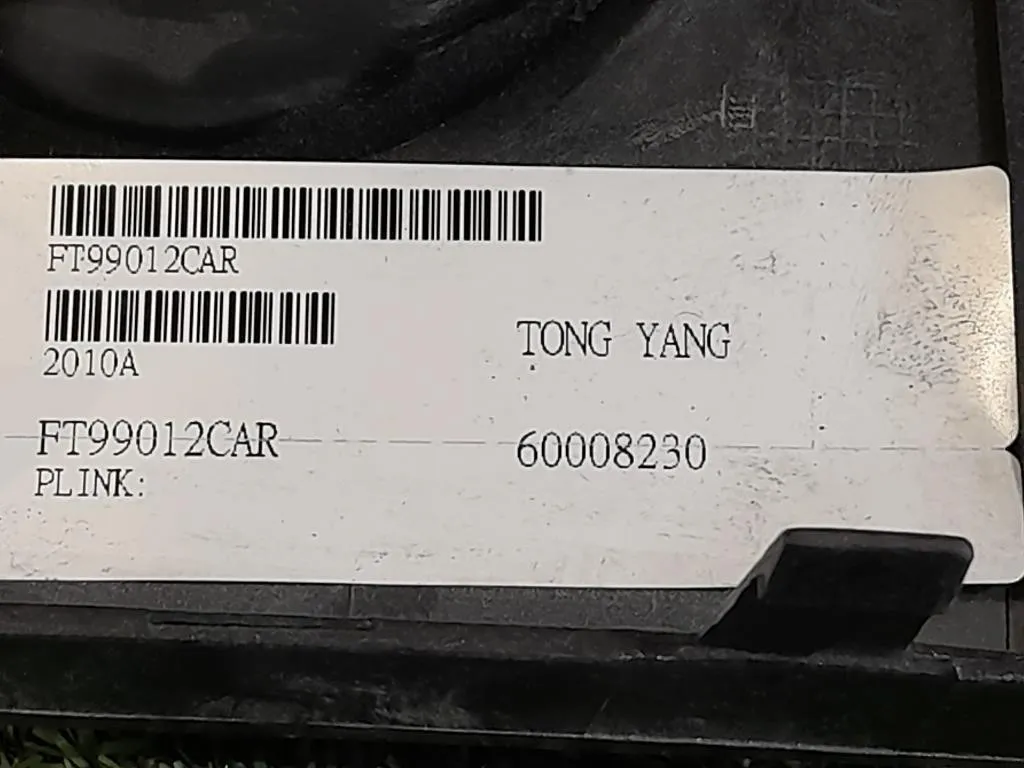 FT99012CAR
2010A
TONG YANG
FT99012CAR
60008230
PLINK: